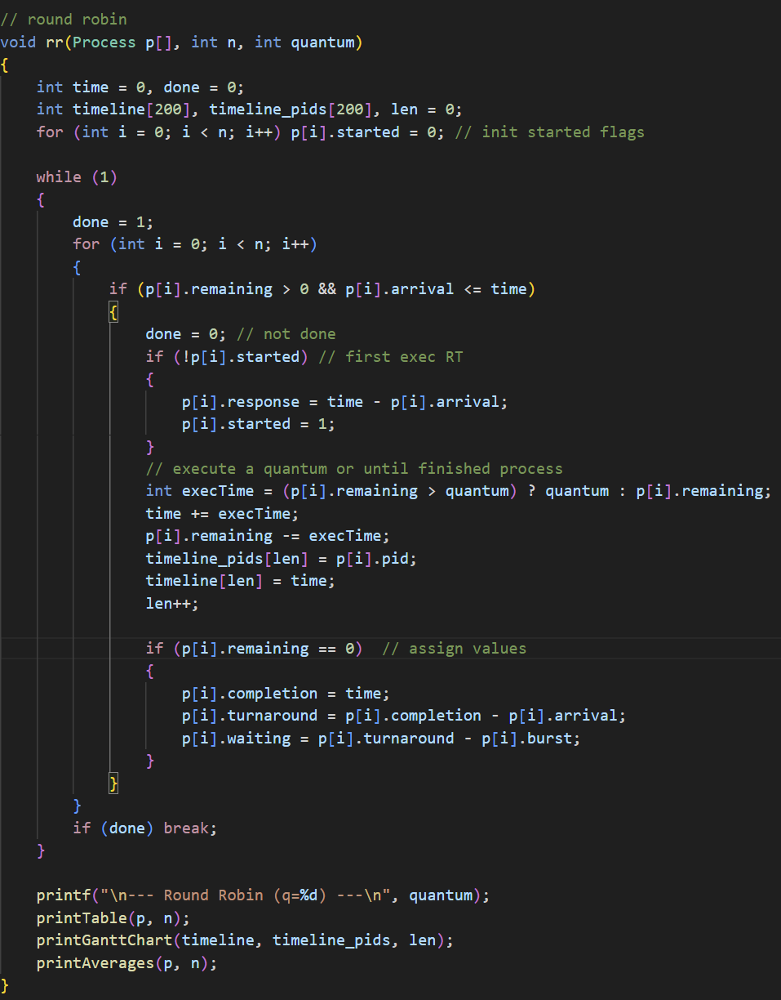 // round robin
void rr(Process p[], int n, int quantum)
{
    int time = 0, done = 0;
    int timeline[200], timeline_pids[200], len = 0;
    for (int i = 0; i < n; i++) p[i].started = 0; // init started flags

    while (1)
    {
        done = 1;
        for (int i = 0; i < n; i++)
        {
            if (p[i].remaining > 0 && p[i].arrival <= time)
            {
                done = 0; // not done
                if (!p[i].started) // first exec RT
                {
                    p[i].response = time - p[i].arrival;
                    p[i].started = 1;
                }
                // execute a quantum or until finished process
                int execTime = (p[i].remaining > quantum) ? quantum : p[i].remaining;
                time += execTime;
                p[i].remaining -= execTime;
                timeline_pids[len] = p[i].pid;
                timeline[len] = time;
                len++;

                if (p[i].remaining == 0)  // assign values
                {
                    p[i].completion = time;
                    p[i].turnaround = p[i].completion - p[i].arrival;
                    p[i].waiting = p[i].turnaround - p[i].burst;
                }
            }
        }
        if (done) break;
    }

    printf("\n--- Round Robin (q=%d) ---\n", quantum);
    printTable(p, n);
    printGanttChart(timeline, timeline_pids, len);
    printAverages(p, n);
}